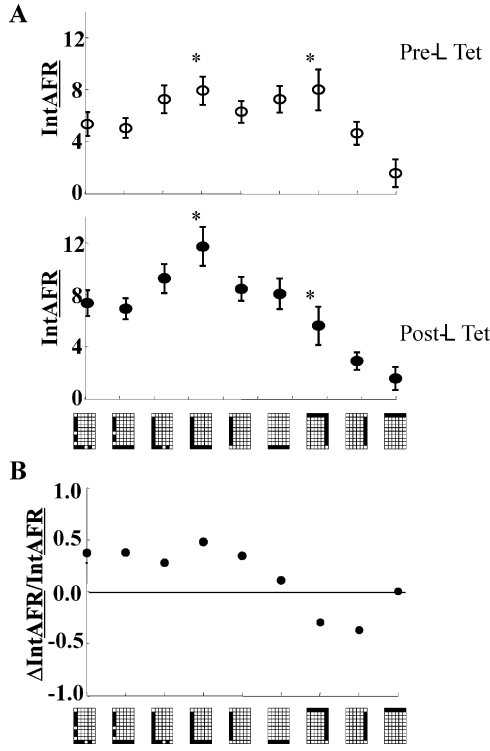 A
12
8
4
0
IntAFR
* *
Pre-L Tet
12
8
4
0
IntAFR
*
*
Post-L Tet
B
1.0
0.5
0.0
-0.5
-1.0
ΔIntAFR/IntAFR